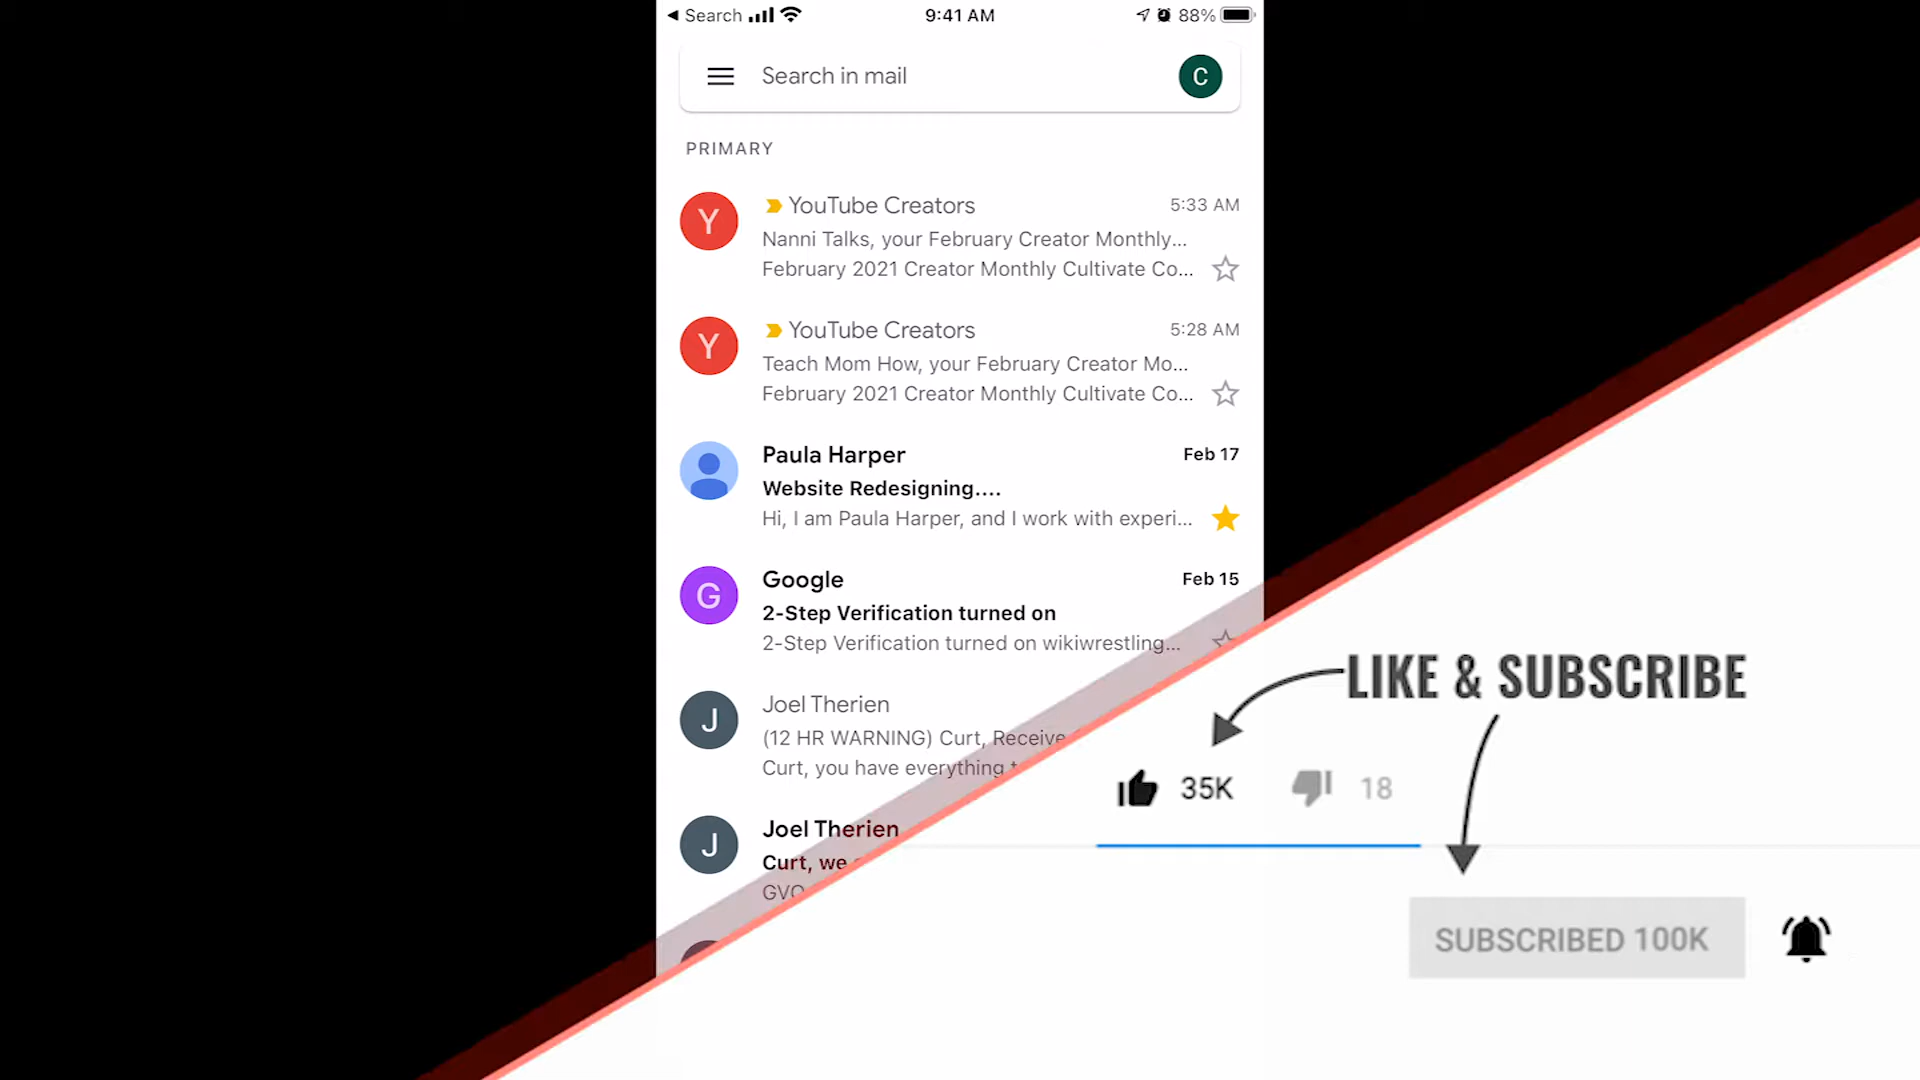 Search
9:41 AM
88%
Search in mail
C
PRIMARY
Y
YouTube Creators
5:33 AM
Nanni Talks, your February Creator Monthly...
February 2021 Creator Monthly Cultivate Co...
Y
YouTube Creators
5:28 AM
Teach Mom How, your February Creator Mo...
February 2021 Creator Monthly Cultivate Co...
Paula Harper
Feb 17
Website Redesigning....
Hi, I am Paula Harper, and I work with experi...
G
Google
Feb 15
2-Step Verification turned on
2-Step Verification turned on wikiwrestling...
J
Joel Therien
(12 HR WARNING) Curt, Receive
Curt, you have everything
J
Joel Therien
Curt, we
GVO
LIKE & SUBSCRIBE
35K
18
SUBSCRIBED 100K